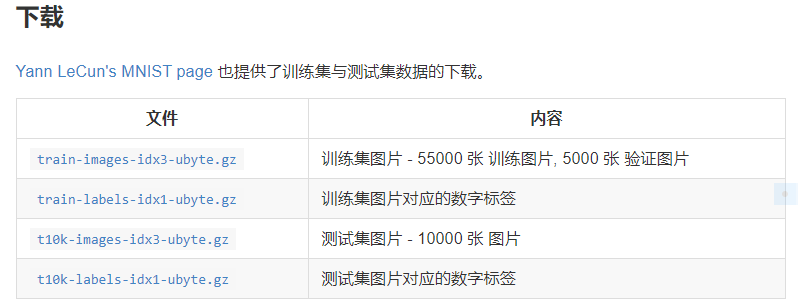 下载
Yann LeCun's MNIST page 也提供了训练集与测试集数据的下载。
文件 内容
train-images-idx3-ubyte.gz 训练集图片 - 55000 张 训练图片, 5000 张 验证图片
train-labels-idx1-ubyte.gz 训练集图片对应的数字标签
t10k-images-idx3-ubyte.gz 测试集图片 - 10000 张 图片
t10k-labels-idx1-ubyte.gz 测试集图片对应的数字标签